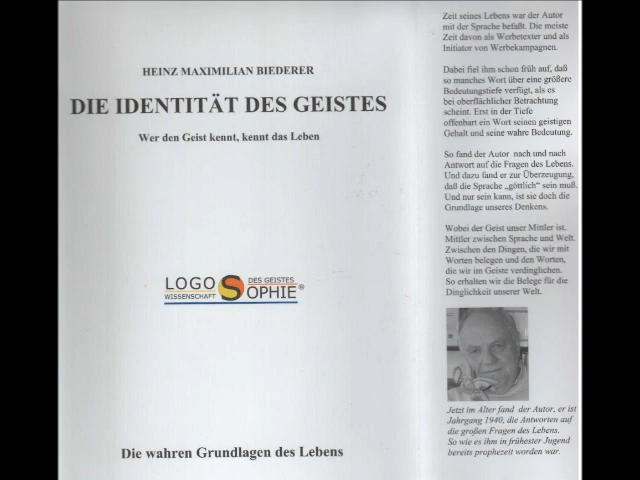 HEINZ MAXIMILIAN BIEDERER
DIE IDENTITÄT DES GEISTES
Wer den Geist kennt, kennt das Leben
LOGO
WISSENSCHAFT
S
DES GEISTES
OPHIE®
Die wahren Grundlagen des Lebens
Zeit seines Lebens war der Autor
mit der Sprache befaßt. Die meiste
Zeit davon als Werbetexter und als
Initiator von Werbekampagnen.
Dabei fiel ihm schon früh auf, daß
so manches Wort über eine größere
Bedeutungstiefe verfügt, als es
bei oberflächlicher Betrachtung
scheint. Erst in der Tiefe
offenbart ein Wort seinen geistigen
Gehalt und seine wahre Bedeutung.
So fand der Autor nach und nach
Antwort auf die Fragen des Lebens.
Und dazu fand er zur Überzeugung,
daß die Sprache „göttlich“ sein muß.
Und nur sein kann, ist sie doch die
Grundlage unseres Denkens.
Wobei der Geist unser Mittler ist.
Mittler zwischen Sprache und Welt.
Zwischen den Dingen, die wir mit
Worten belegen und den Worten,
die wir im Geiste verdinglichen.
So erhalten wir die Belege für die
Dinglichkeit unserer Welt.
Jetzt im Alter fand der Autor, er ist
Jahrgang 1940, die Antworten auf
die großen Fragen des Lebens.
So wie es ihm in frühester Jugend
bereits prophezeit worden war.